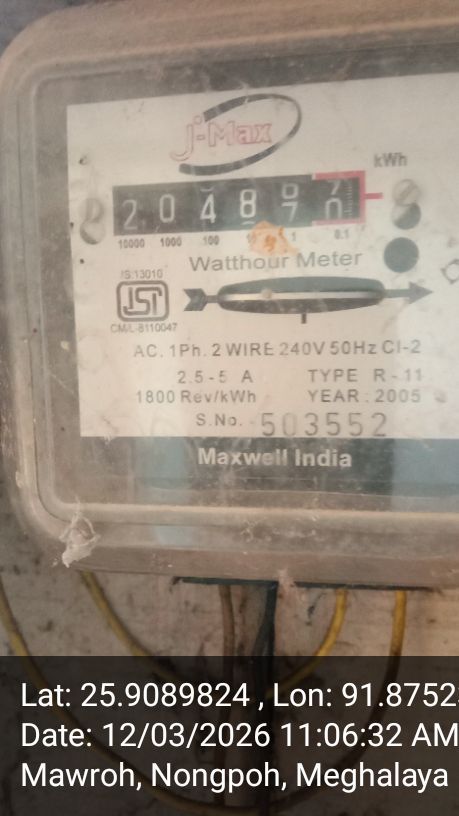 j-Max
kWh
2 0 4 8 7 0
10000 1000 100 1 0.1
Watthour Meter
IS:13010
ISI
CM/L-8110047
AC. 1Ph. 2 WIRE 240V 50Hz Cl-2
2.5-5 A TYPE R-11
1800 Rev/kWh YEAR : 2005
S.No. 503552
Maxwell India
Lat: 25.9089824 , Lon: 91.8752
Date: 12/03/2026 11:06:32 AM
Mawroh, Nongpoh, Meghalaya